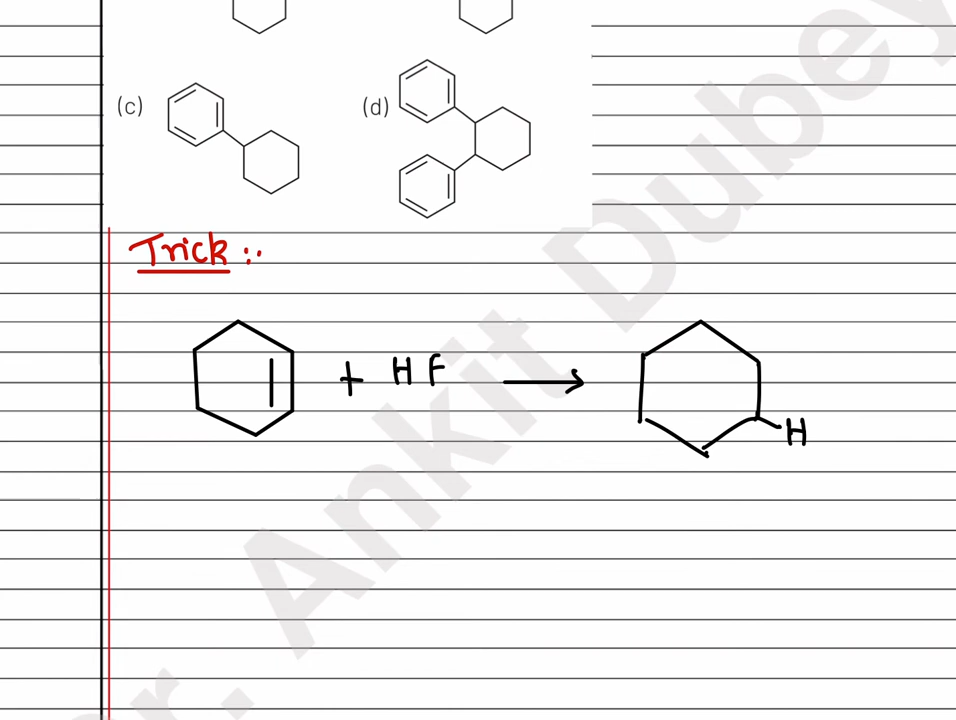 (c) (d)
Trick :·
+ HF → H
Dr. Ankit Dubey